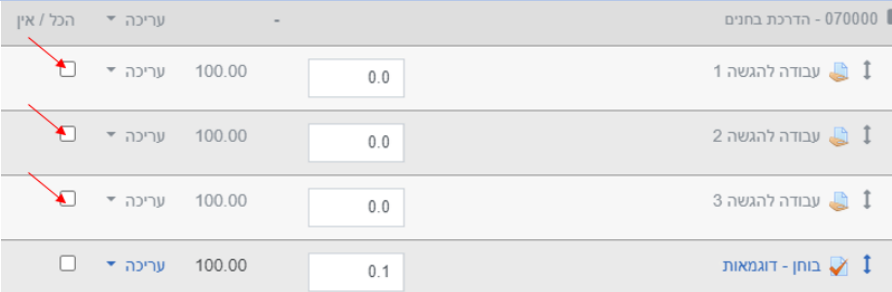 070000 - הדרכת בחנים - עריכה הכל / אין
עבודה להגשה 1 0.0 100.00 עריכה
עבודה להגשה 2 0.0 100.00 עריכה
עבודה להגשה 3 0.0 100.00 עריכה
בוחן - דוגמאות 0.1 100.00 עריכה